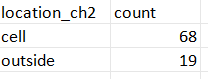 location_ch2 count
cell 68
outside 19